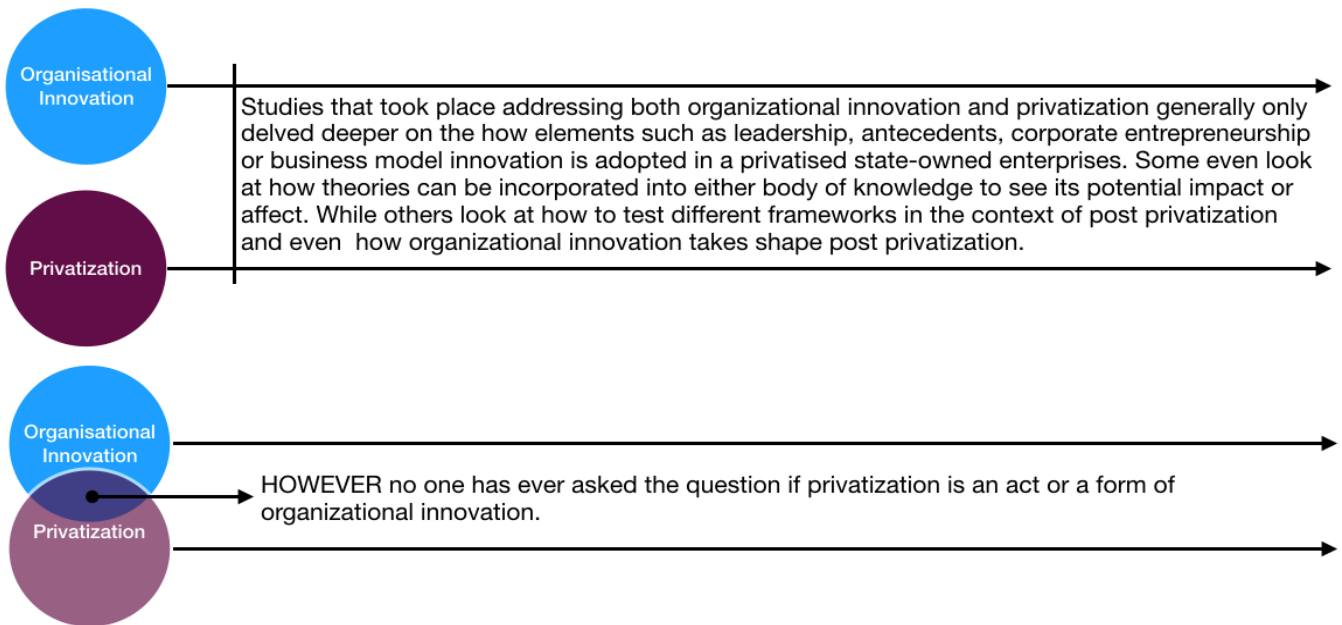 Organisational
Innovation
Studies that took place addressing both organizational innovation and privatization generally only
delved deeper on the how elements such as leadership, antecedents, corporate entrepreneurship
or business model innovation is adopted in a privatised state-owned enterprises. Some even look
at how theories can be incorporated into either body of knowledge to see its potential impact or
affect. While others look at how to test different frameworks in the context of post privatization
and even  how organizational innovation takes shape post privatization.
Privatization
Organisational
Innovation
HOWEVER no one has ever asked the question if privatization is an act or a form of
organizational innovation.
Privatization